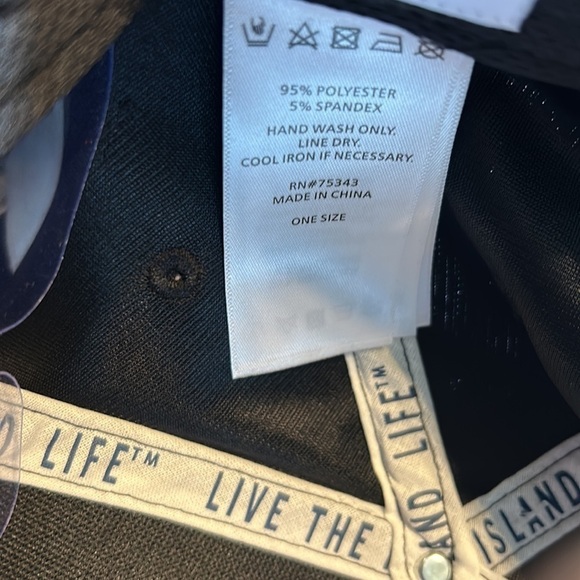 95% POLYESTER
5% SPANDEX
HAND WASH ONLY.
LINE DRY.
COOL IRON IF NECESSARY.
RN#75343
MADE IN CHINA
ONE SIZE
LIFE™ LIVE THE
LIFE™
ISLAND